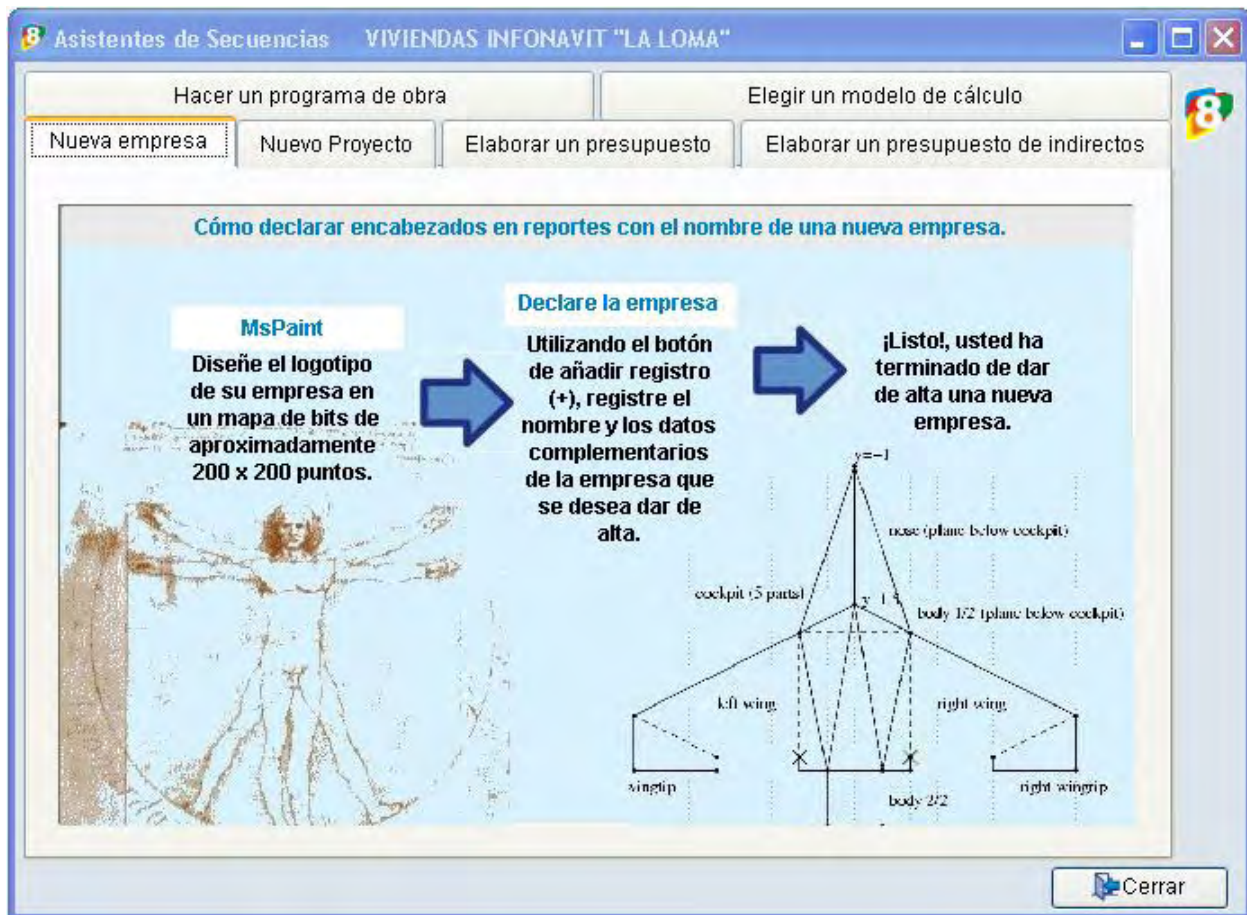 8 Asistentes de Secuencias VIVIENDAS INFONAVIT "LA LOMA"
Hacer un programa de obra
Elegir un modelo de cálculo
8
Nueva empresa
Nuevo Proyecto
Elaborar un presupuesto
Elaborar un presupuesto de indirectos
Cómo declarar encabezados en reportes con el nombre de una nueva empresa.
MsPaint
Diseñe el logotipo
de su empresa en
un mapa de bits de
aproximadamente
200 x 200 puntos.
Declare la empresa
Utilizando el botón
de añadir registro
(+), registre el
nombre y los datos
complementarios
de la empresa que
se desea dar de
alta.
¡Listo!, usted ha
terminado de dar
de alta una nueva
empresa.
y=-1
nose (plane below cockpit)
cockpit (5 parts)
body 1/2 (plane below cockpit)
left wing
right wing
wingtip
body 2/2
right wingtip
Cerrar